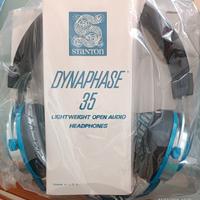 S
STANTON
DYNAPHASE®
35
LIGHTWEIGHT OPEN AUDIO
HEADPHONES